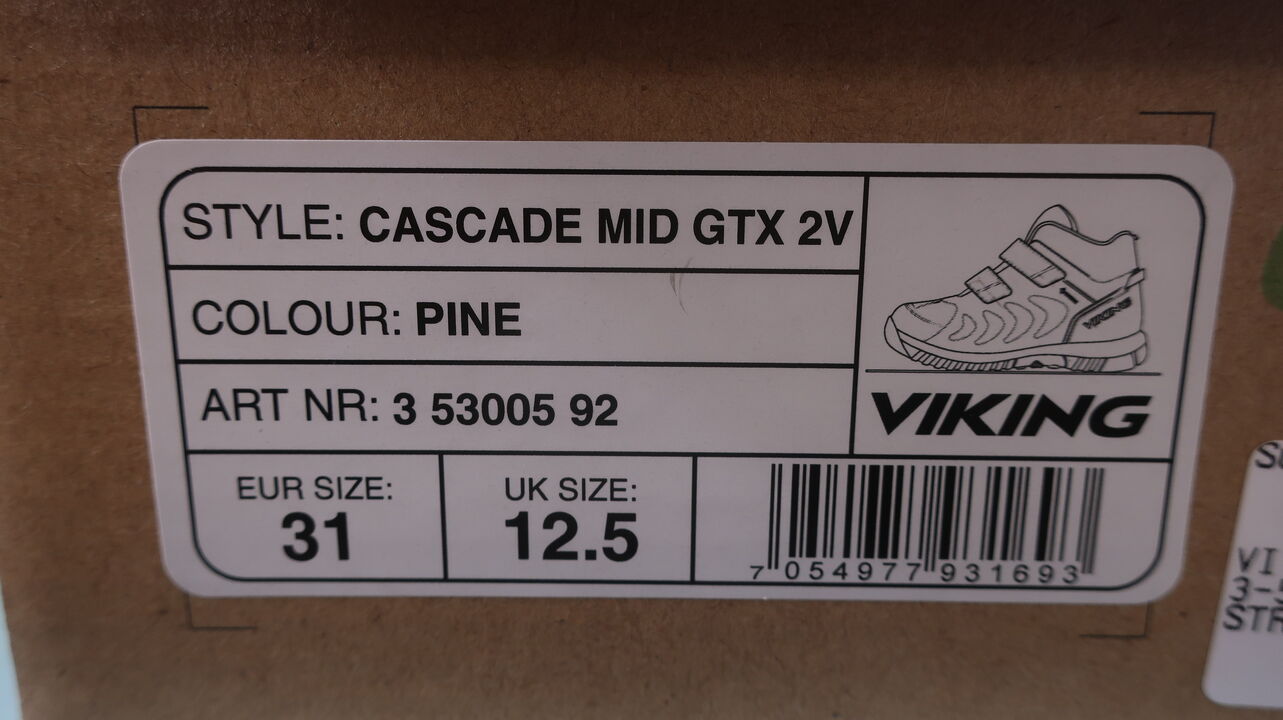 STYLE: CASCADE MID GTX 2V
COLOUR: PINE
ART NR: 3 53005 92
VIKING
VIKING
EUR SIZE:
31
UK SIZE:
12.5
7 054977 931693